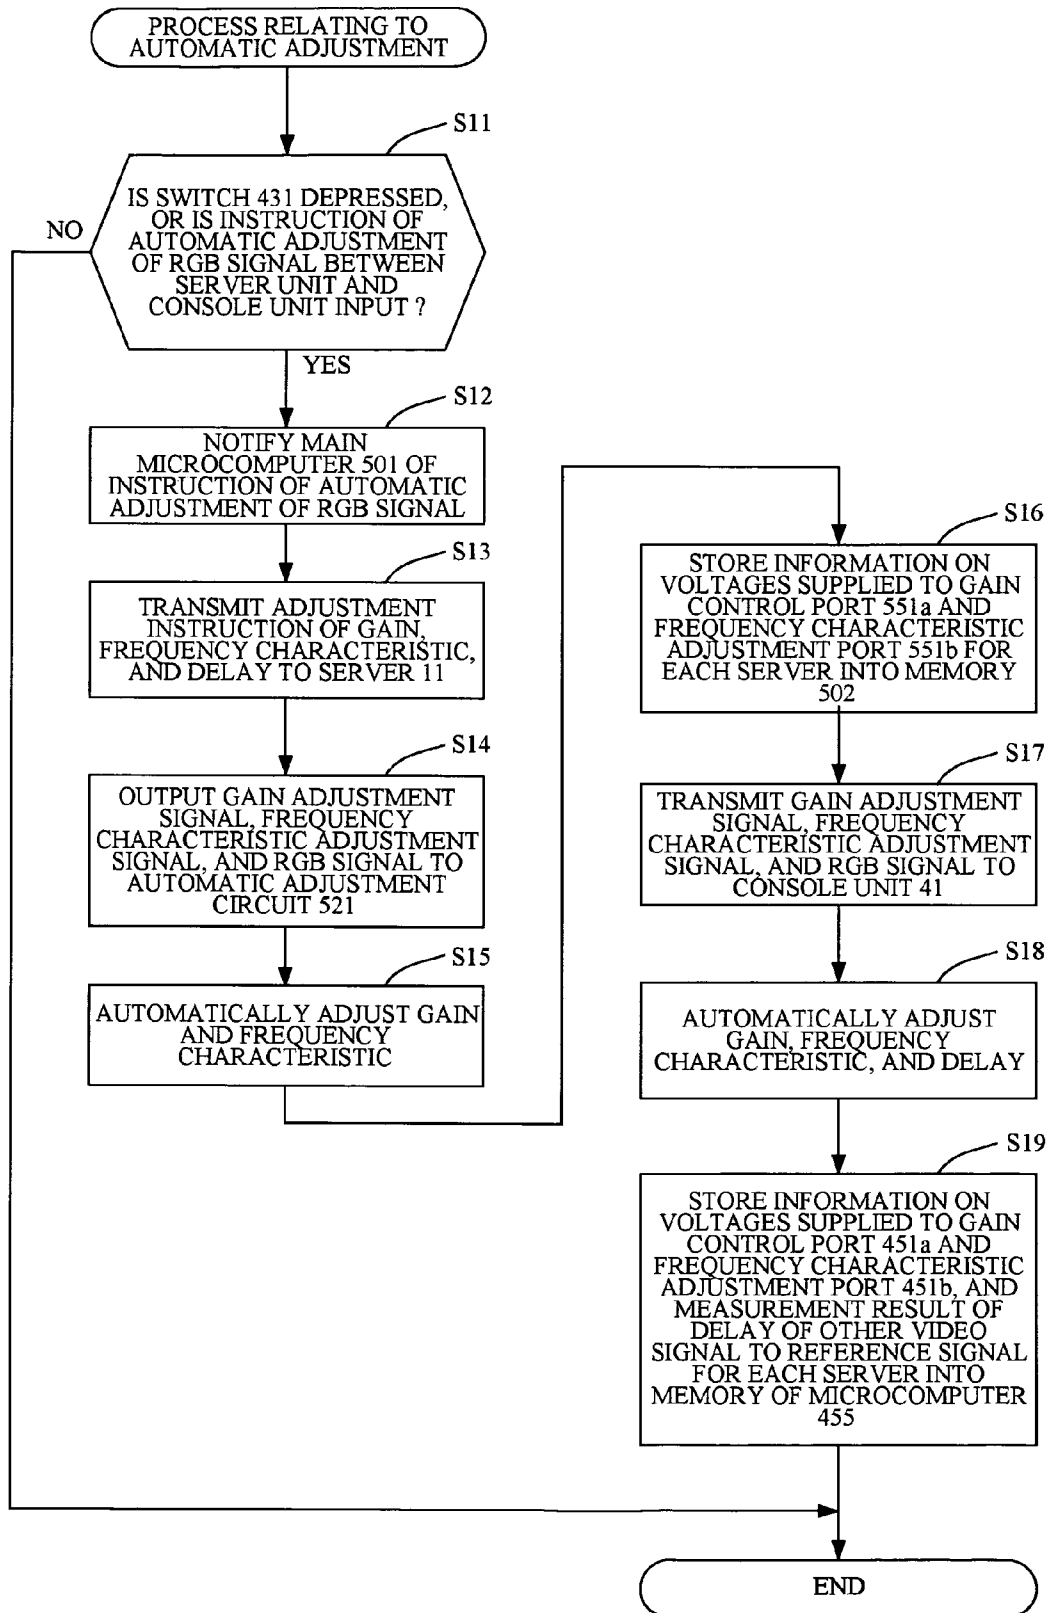 PROCESS RELATING TO
AUTOMATIC ADJUSTMENT
S11
IS SWITCH 431 DEPRESSED,
OR IS INSTRUCTION OF
AUTOMATIC ADJUSTMENT
OF RGB SIGNAL BETWEEN
SERVER UNIT AND
CONSOLE UNIT INPUT ?
NO
YES
S12
NOTIFY MAIN
MICROCOMPUTER 501 OF
INSTRUCTION OF AUTOMATIC
ADJUSTMENT OF RGB SIGNAL
S13
TRANSMIT ADJUSTMENT
INSTRUCTION OF GAIN,
FREQUENCY CHARACTERISTIC,
AND DELAY TO SERVER 11
S14
OUTPUT GAIN ADJUSTMENT
SIGNAL, FREQUENCY
CHARACTERISTIC ADJUSTMENT
SIGNAL, AND RGB SIGNAL TO
AUTOMATIC ADJUSTMENT
CIRCUIT 521
S15
AUTOMATICALLY ADJUST GAIN
AND FREQUENCY
CHARACTERISTIC
S16
STORE INFORMATION ON
VOLTAGES SUPPLIED TO GAIN
CONTROL PORT 551a AND
FREQUENCY CHARACTERISTIC
ADJUSTMENT PORT 551b FOR
EACH SERVER INTO MEMORY
502
S17
TRANSMIT GAIN ADJUSTMENT
SIGNAL, FREQUENCY
CHARACTERISTIC ADJUSTMENT
SIGNAL, AND RGB SIGNAL TO
CONSOLE UNIT 41
S18
AUTOMATICALLY ADJUST
GAIN, FREQUENCY
CHARACTERISTIC, AND DELAY
S19
STORE INFORMATION ON
VOLTAGES SUPPLIED TO GAIN
CONTROL PORT 451a AND
FREQUENCY CHARACTERISTIC
ADJUSTMENT PORT 451b, AND
MEASUREMENT RESULT OF
DELAY OF OTHER VIDEO
SIGNAL TO REFERENCE SIGNAL
FOR EACH SERVER INTO
MEMORY OF MICROCOMPUTER
455
END